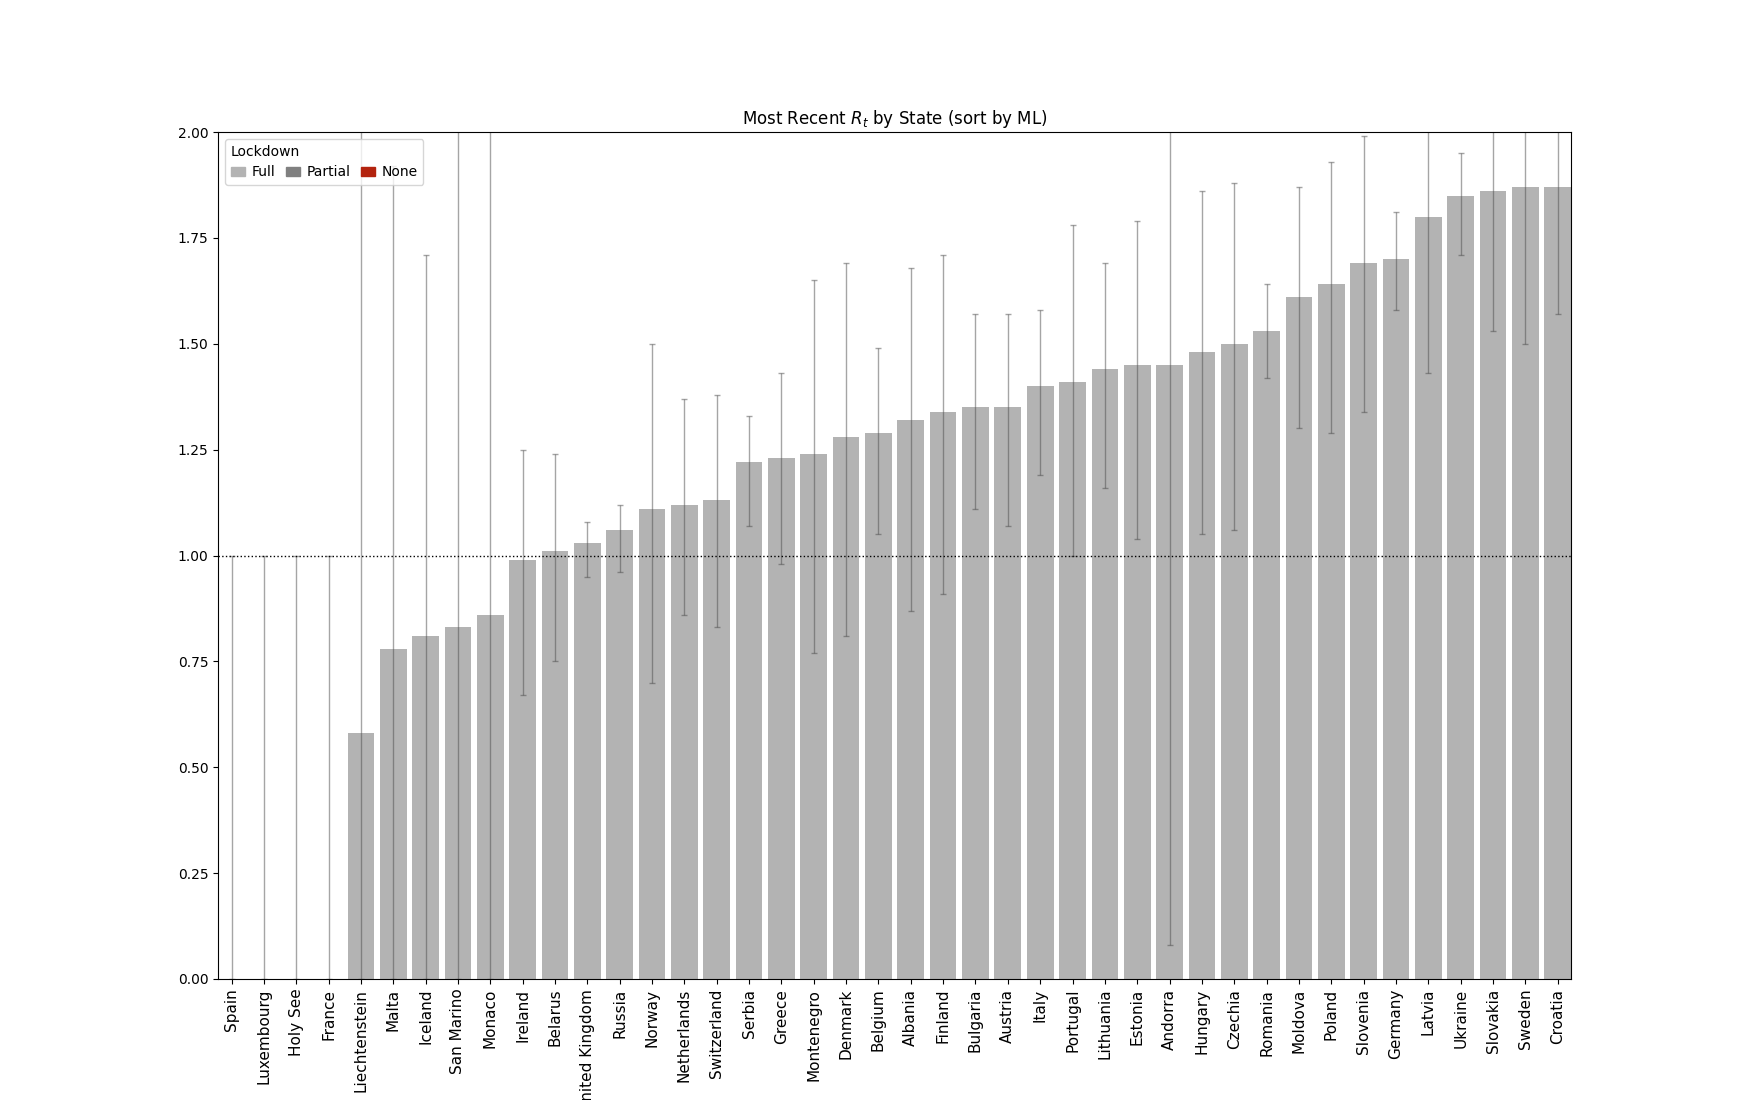 Most Recent R_t by State (sort by ML)
Lockdown
Full Partial None
2.00
1.75
1.50
1.25
1.00
0.75
0.50
0.25
0.00
Spain
Luxembourg
Holy See
France
Liechtenstein
Malta
Iceland
San Marino
Monaco
Ireland
Belarus
nited Kingdom
Russia
Norway
Netherlands
Switzerland
Serbia
Greece
Montenegro
Denmark
Belgium
Albania
Finland
Bulgaria
Austria
Italy
Portugal
Lithuania
Estonia
Andorra
Hungary
Czechia
Romania
Moldova
Poland
Slovenia
Germany
Latvia
Ukraine
Slovakia
Sweden
Croatia